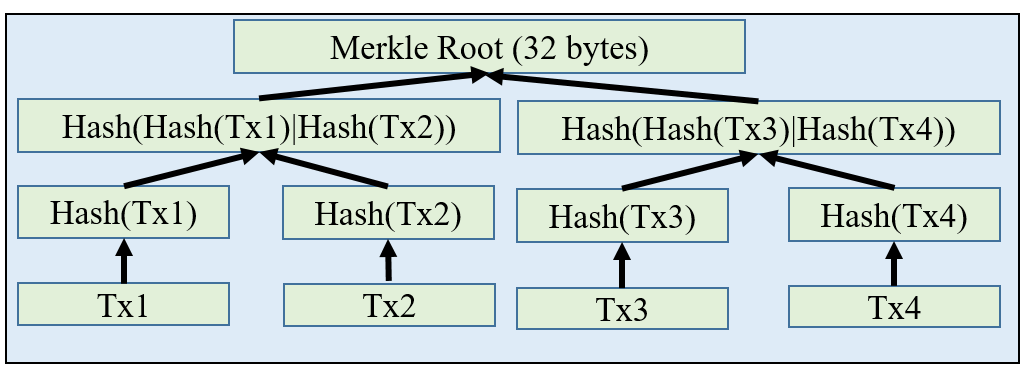 Merkle Root (32 bytes)
Hash(Hash(Tx1)|Hash(Tx2))
Hash(Hash(Tx3)|Hash(Tx4))
Hash(Tx1)
Hash(Tx2)
Hash(Tx3)
Hash(Tx4)
Tx1
Tx2
Tx3
Tx4